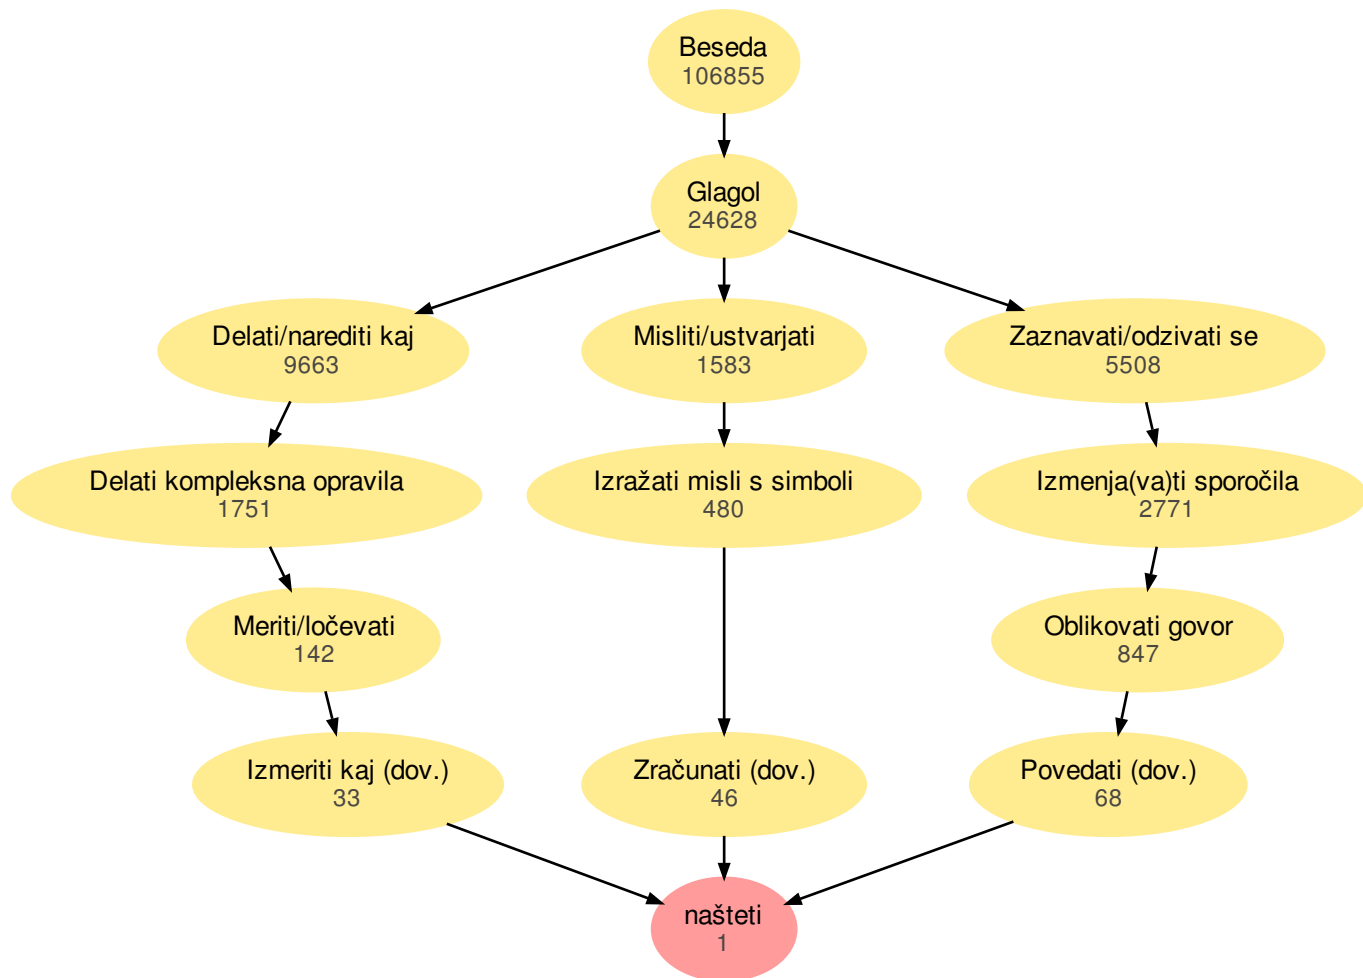 Beseda
106855
Glagol
24628
Delati/narediti kaj
9663
Misliti/ustvarjati
1583
Zaznavati/odzivati se
5508
Delati kompleksna opravila
1751
Izražati misli s simboli
480
Izmenja(va)ti sporočila
2771
Meriti/ločevati
142
Oblikovati govor
847
Izmeriti kaj (dov.)
33
Zračunati (dov.)
46
Povedati (dov.)
68
našteti
1